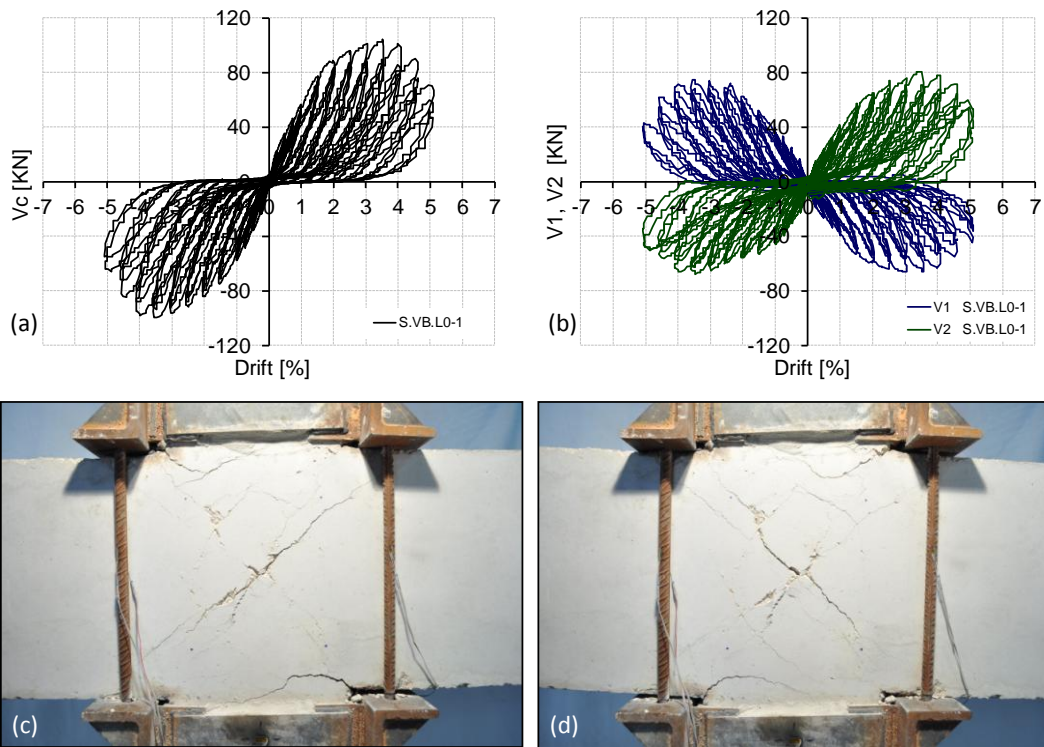 120
80
40
0
-7 -6 -5 -4 -3 -2 -1 0 1 2 3 4 5 6 7
-40
-80
-120
Vc [KN]
Drift [%]
(a)
S.VB.L0-1
120
80
40
0
-7 -6 -5 -4 -3 -2 -1 0 1 2 3 4 5 6 7
-40
-80
-120
V1, V2 [KN]
Drift [%]
(b)
V1 S.VB.L0-1
V2 S.VB.L0-1
(c)
(d)